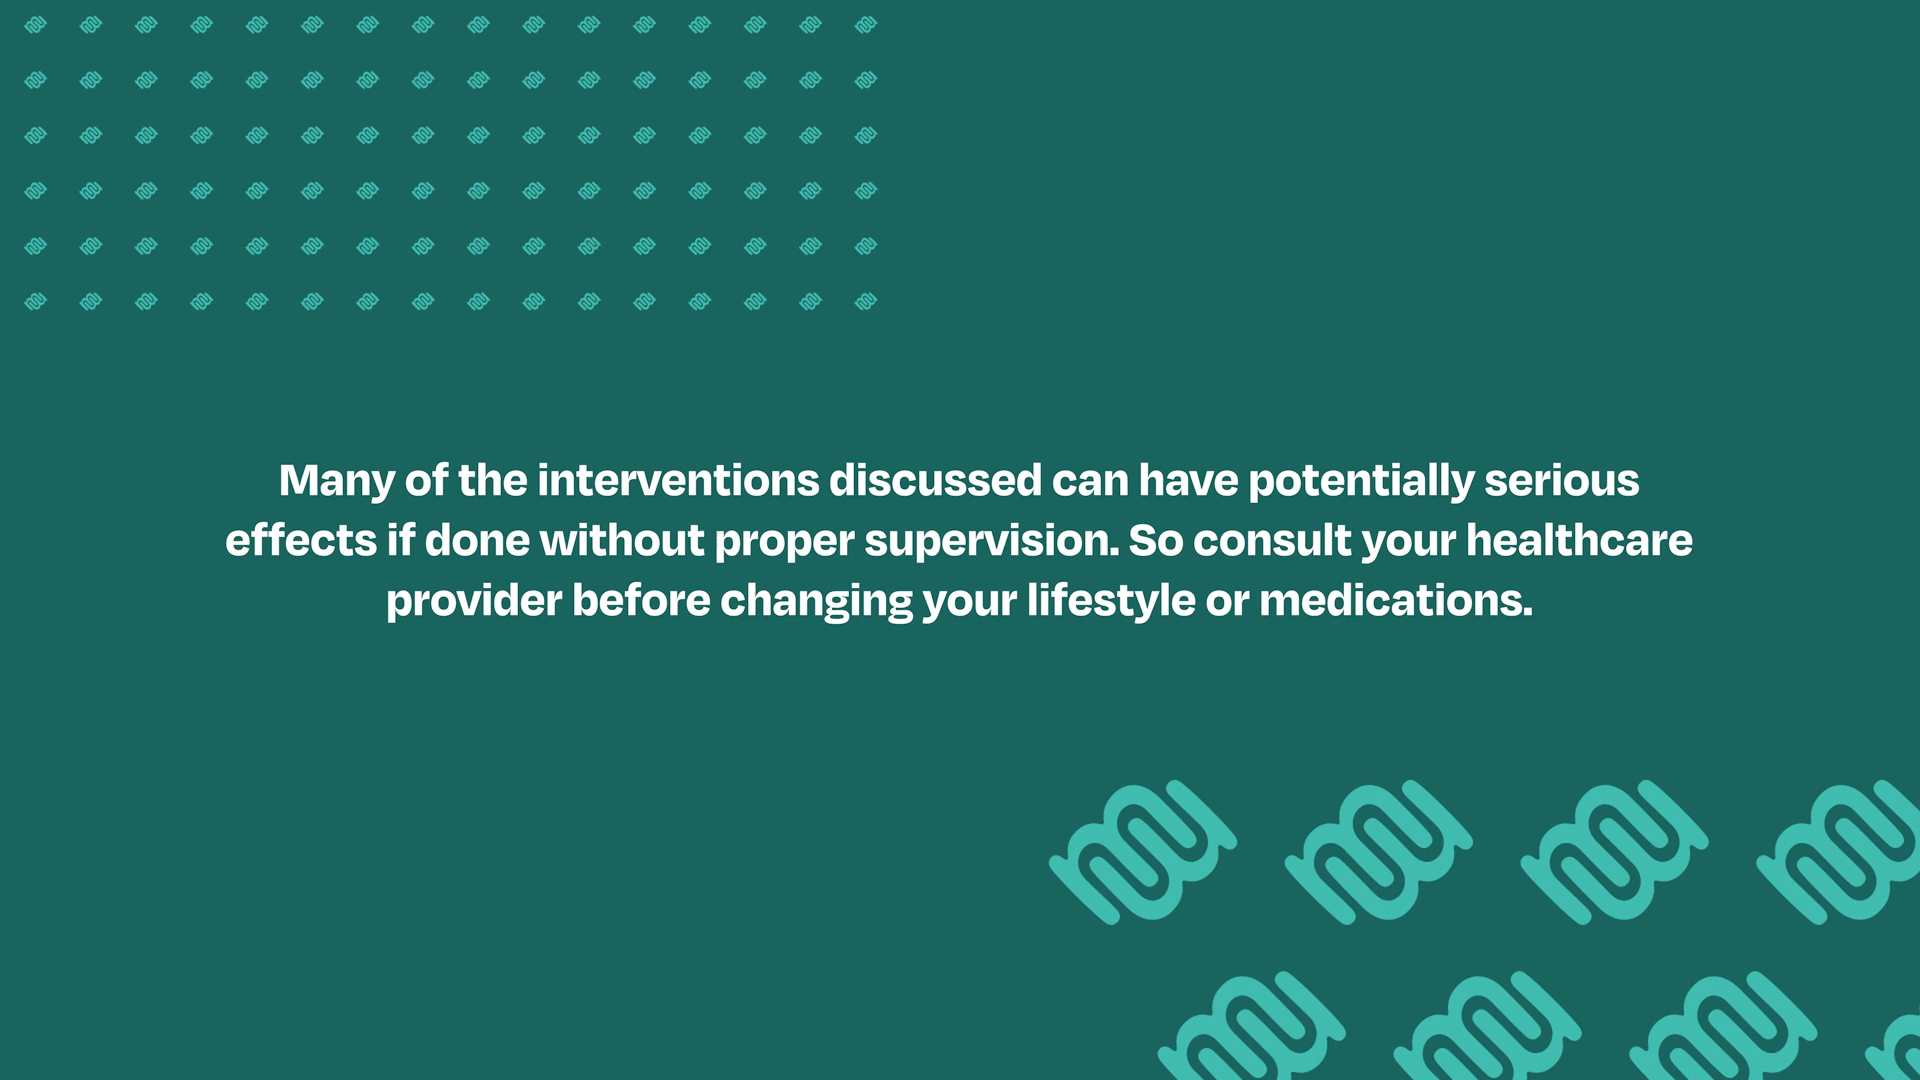 Many of the interventions discussed can have potentially serious
effects if done without proper supervision. So consult your healthcare
provider before changing your lifestyle or medications.